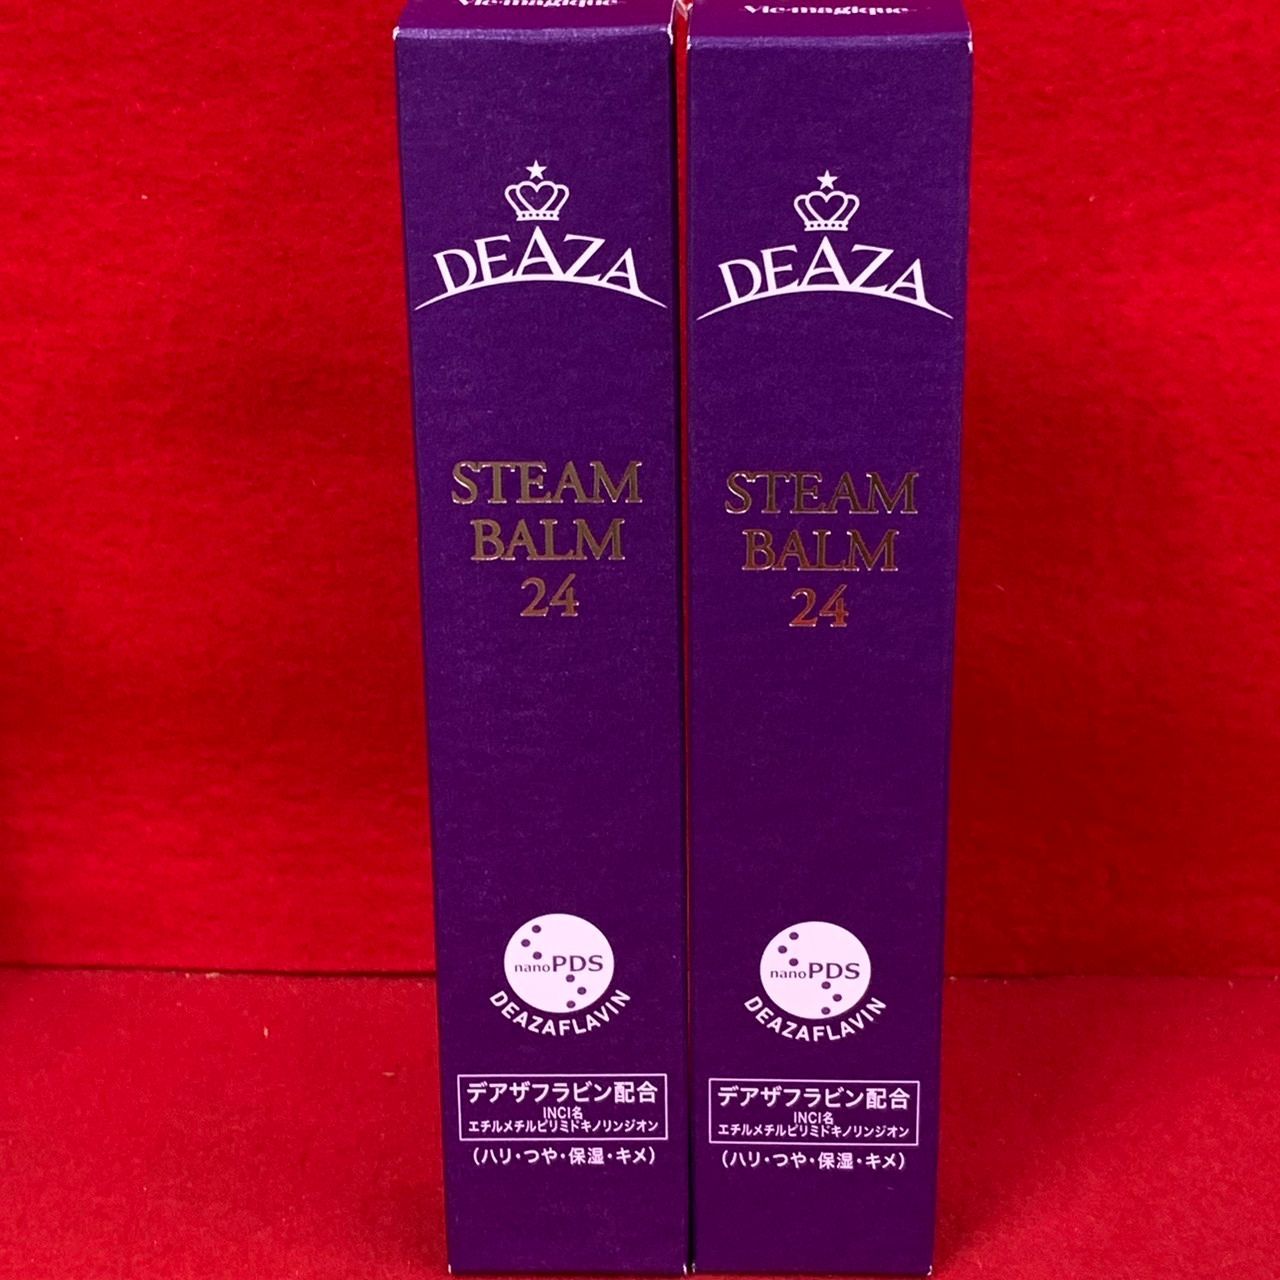 Vie-magique
DEAZA
STEAM
BALM
24
nanoPDS
DEAZAFLAVIN
デアザフラビン配合
INCI名
エチルメチルピリミドキノリンジオン
(ハリ・つや・保湿・キメ)
Vie-magique
DEAZA
STEAM
BALM
24
nanoPDS
DEAZAFLAVIN
デアザフラビン配合
INCI名
エチルメチルピリミドキノリンジオン
(ハリ・つや・保湿・キメ)